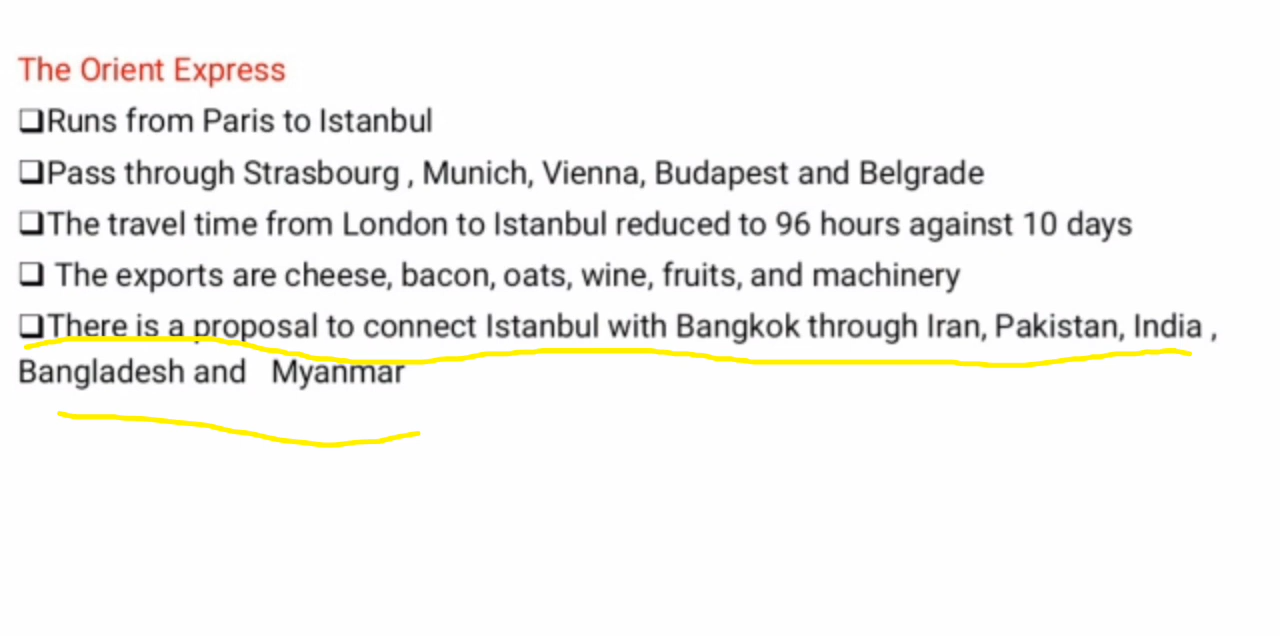 The Orient Express
❑Runs from Paris to Istanbul
❑Pass through Strasbourg , Munich, Vienna, Budapest and Belgrade
❑The travel time from London to Istanbul reduced to 96 hours against 10 days
❑ The exports are cheese, bacon, oats, wine, fruits, and machinery
❑There is a proposal to connect Istanbul with Bangkok through Iran, Pakistan, India ,
Bangladesh and   Myanmar